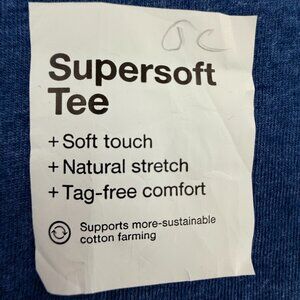 Supersoft
Tee
+ Soft touch
+ Natural stretch
+ Tag-free comfort
Supports more-sustainable
cotton farming